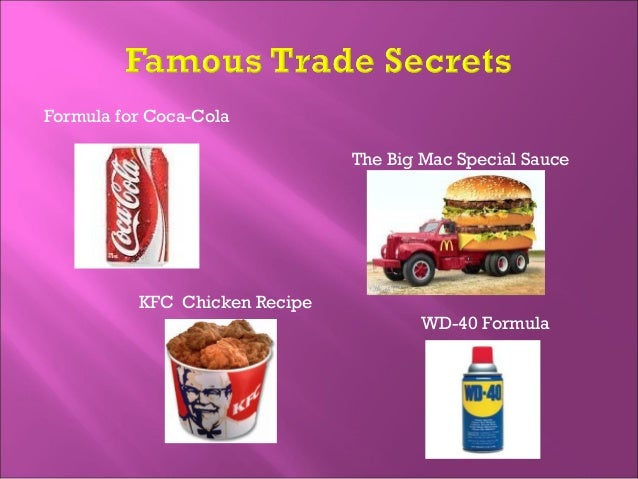 Famous Trade Secrets
Formula for Coca-Cola
The Big Mac Special Sauce
Coca-Cola
KFC Chicken Recipe
WD-40 Formula
KFC
WD-40